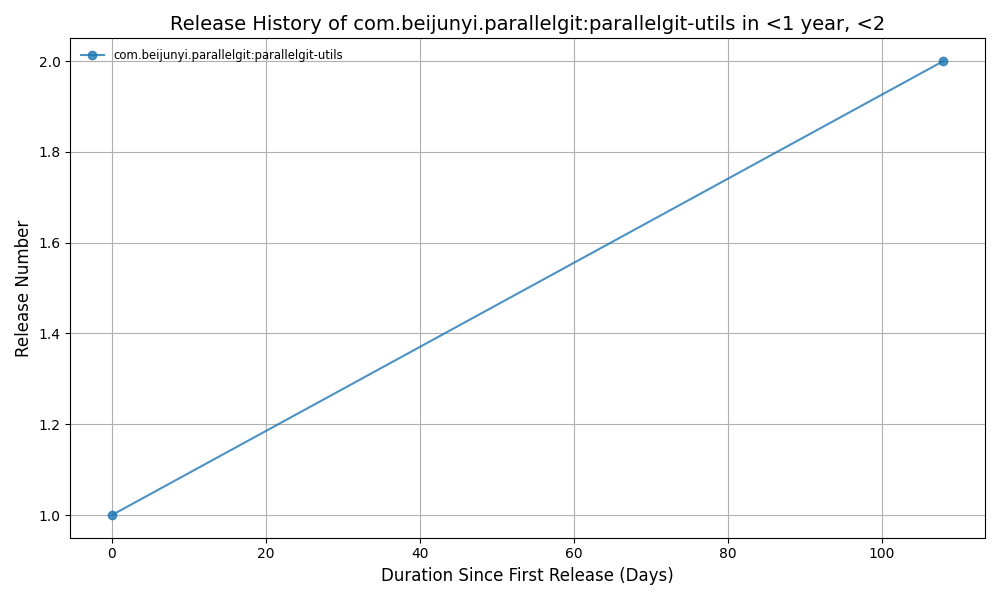 Release History of com.beijunyi.parallelgit:parallelgit-utils in <1 year, <2
com.beijunyi.parallelgit:parallelgit-utils
Release Number
2.0
1.8
1.6
1.4
1.2
1.0
0 20 40 60 80 100
Duration Since First Release (Days)